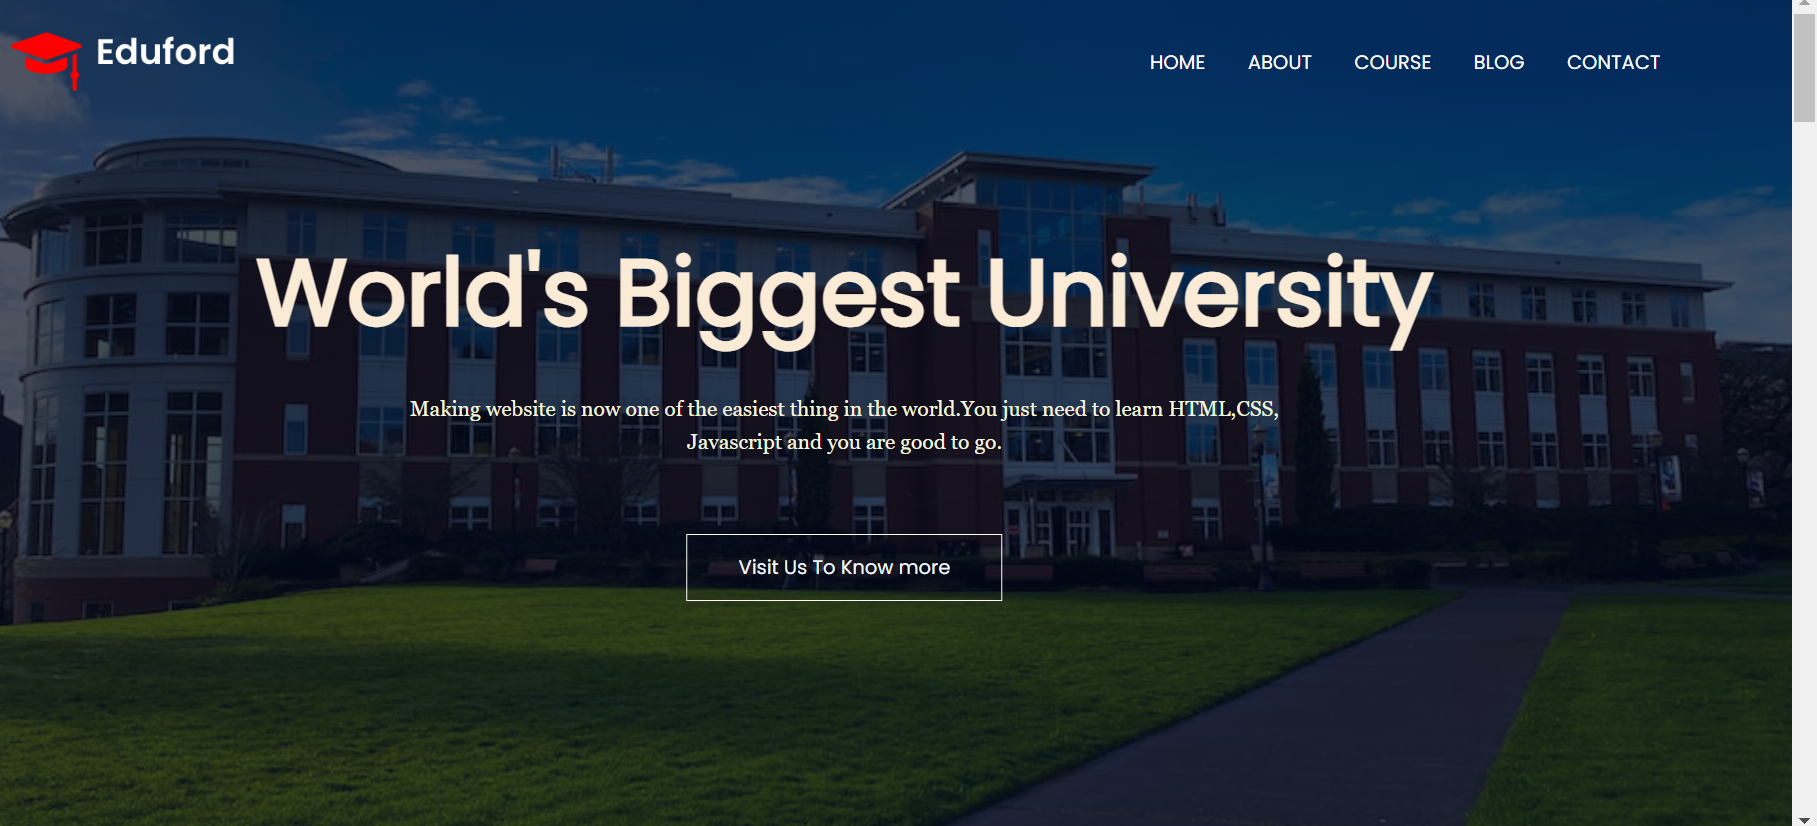 Eduford
HOME ABOUT COURSE BLOG CONTACT
World's Biggest University
Making website is now one of the easiest thing in the world.You just need to learn HTML,CSS,
Javascript and you are good to go.
Visit Us To Know more